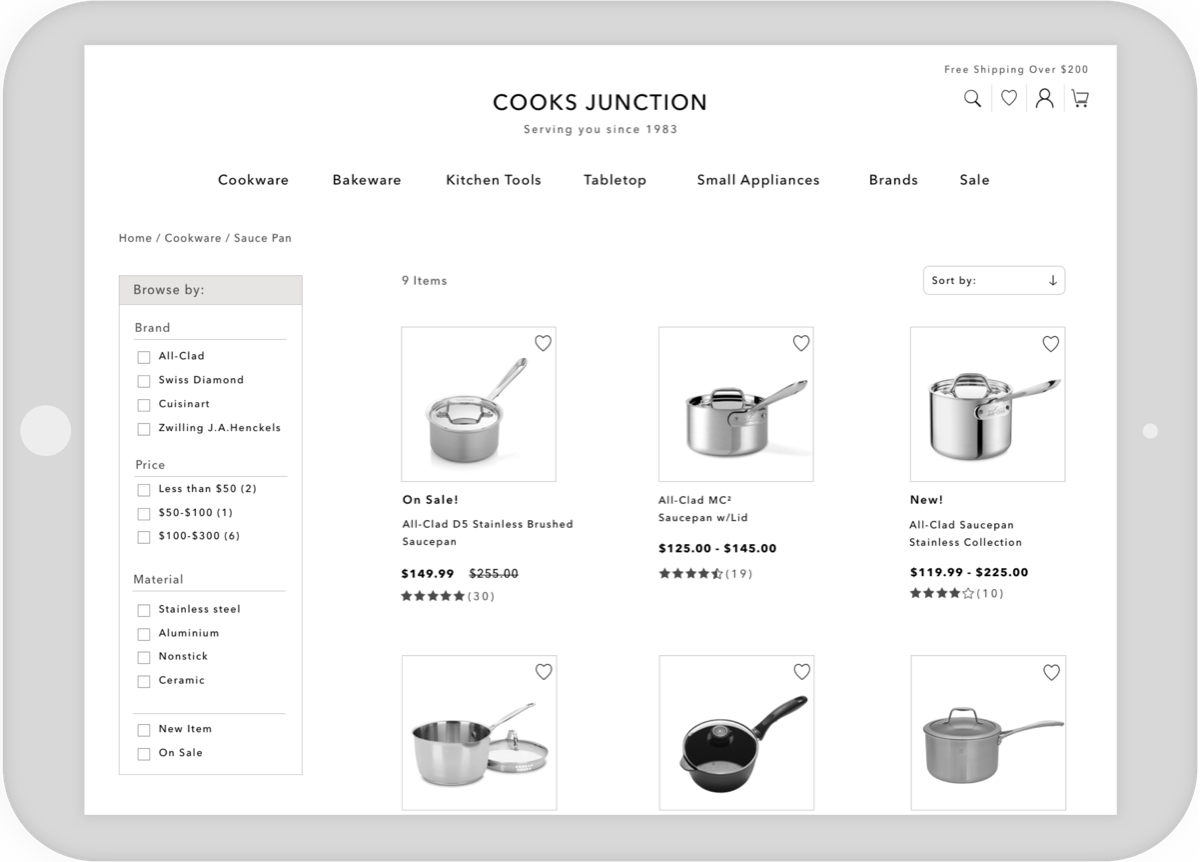 Free Shipping Over $200
COOKS JUNCTION
Serving you since 1983
Cookware Bakeware Kitchen Tools Tabletop Small Appliances Brands Sale
Home / Cookware / Sauce Pan
Browse by:
Brand
All-Clad
Swiss Diamond
Cuisinart
Zwilling J.A.Henckels
Price
Less than $50 (2)
$50-$100 (1)
$100-$300 (6)
Material
Stainless steel
Aluminium
Nonstick
Ceramic
New Item
On Sale
9 Items
Sort by:
On Sale!
All-Clad D5 Stainless Brushed
Saucepan
$149.99 $255.00
(30)
All-Clad MC²
Saucepan w/Lid
$125.00 - $145.00
(19)
New!
All-Clad Saucepan
Stainless Collection
$119.99 - $225.00
(10)